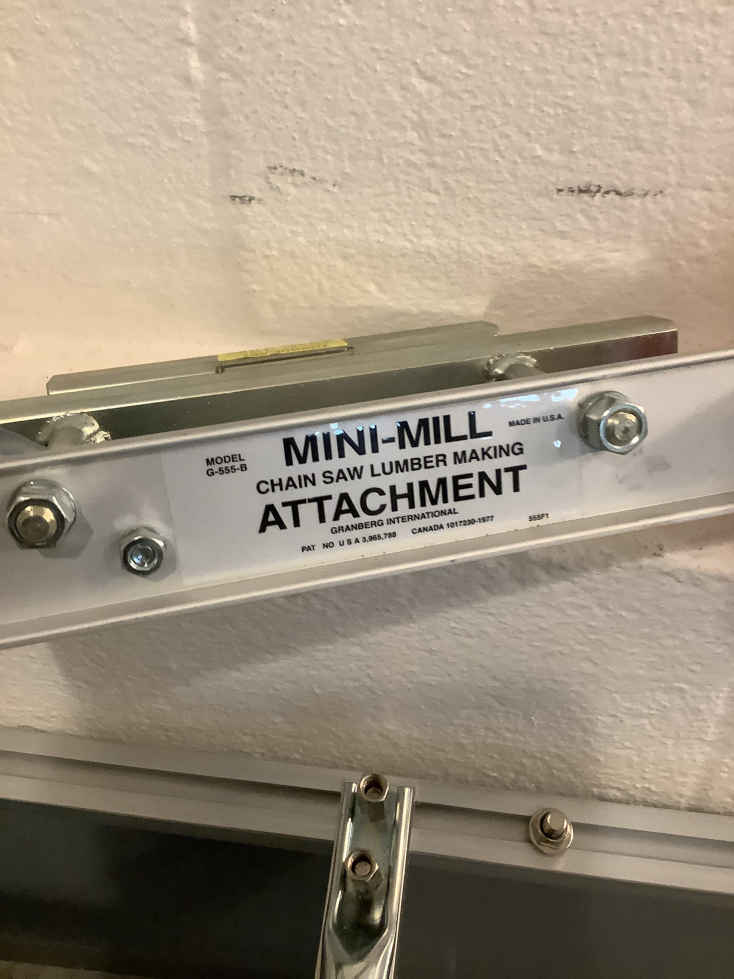 MODEL
G-555-B
MINI-MILL
MADE IN U.S.A.
CHAIN SAW LUMBER MAKING
ATTACHMENT
GRANBERG INTERNATIONAL
PAT NO U S A 3,965,788 CANADA 1017230-1977 555F1